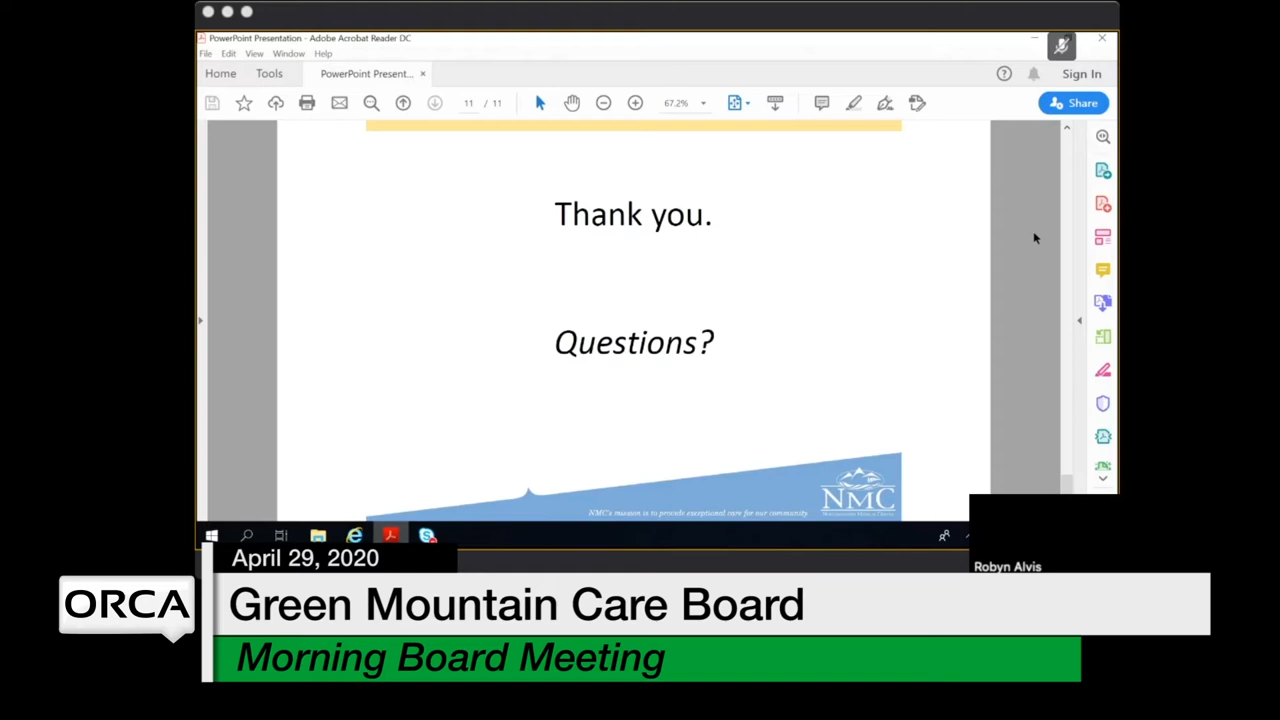 PowerPoint Presentation - Adobe Acrobat Reader DC
File Edit View Window Help
Home Tools PowerPoint Present... × Sign In
11 / 11 67.2% Share
Thank you.
Questions?
NMC's mission is to provide exceptional care for our community
NMC
Robyn Alvis
April 29, 2020
ORCA
Green Mountain Care Board
Morning Board Meeting